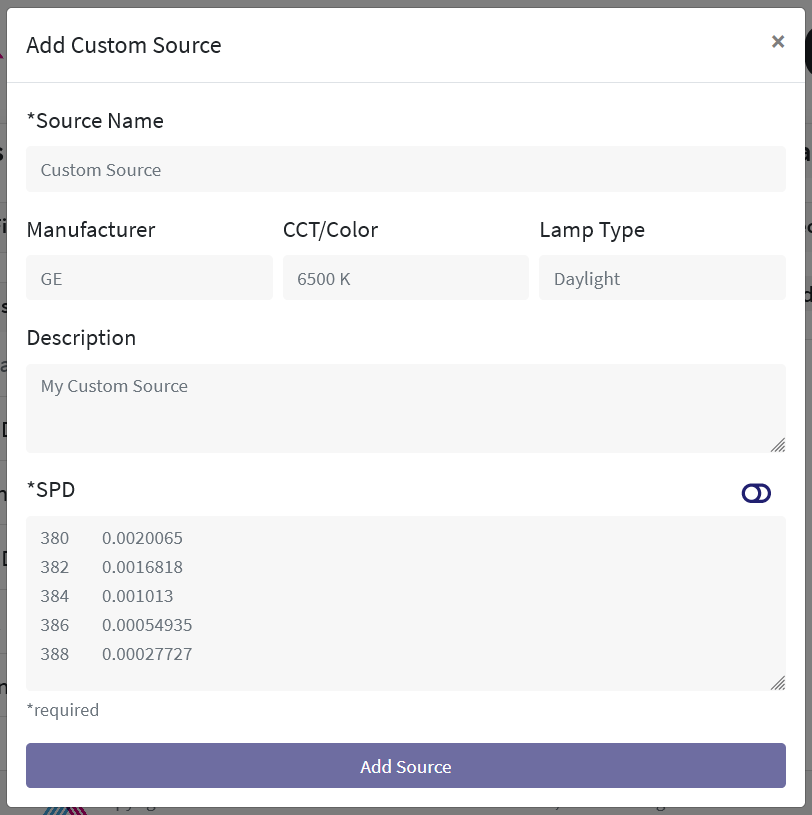 Add Custom Source ×
*Source Name
Custom Source
Manufacturer CCT/Color Lamp Type
GE 6500 K Daylight
Description
My Custom Source
*SPD
380 0.0020065
382 0.0016818
384 0.001013
386 0.00054935
388 0.00027727
*required
Add Source